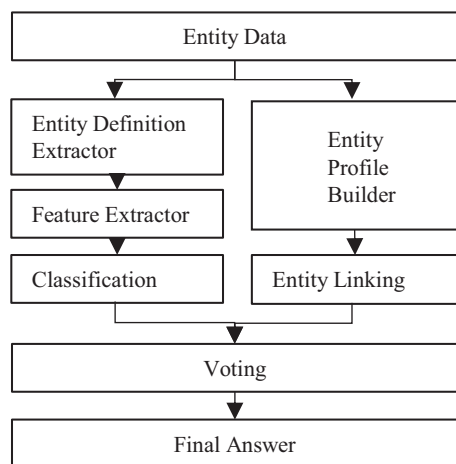 Entity Data
Entity Definition
Extractor
Feature Extractor
Classification
Entity
Profile
Builder
Entity Linking
Voting
Final Answer